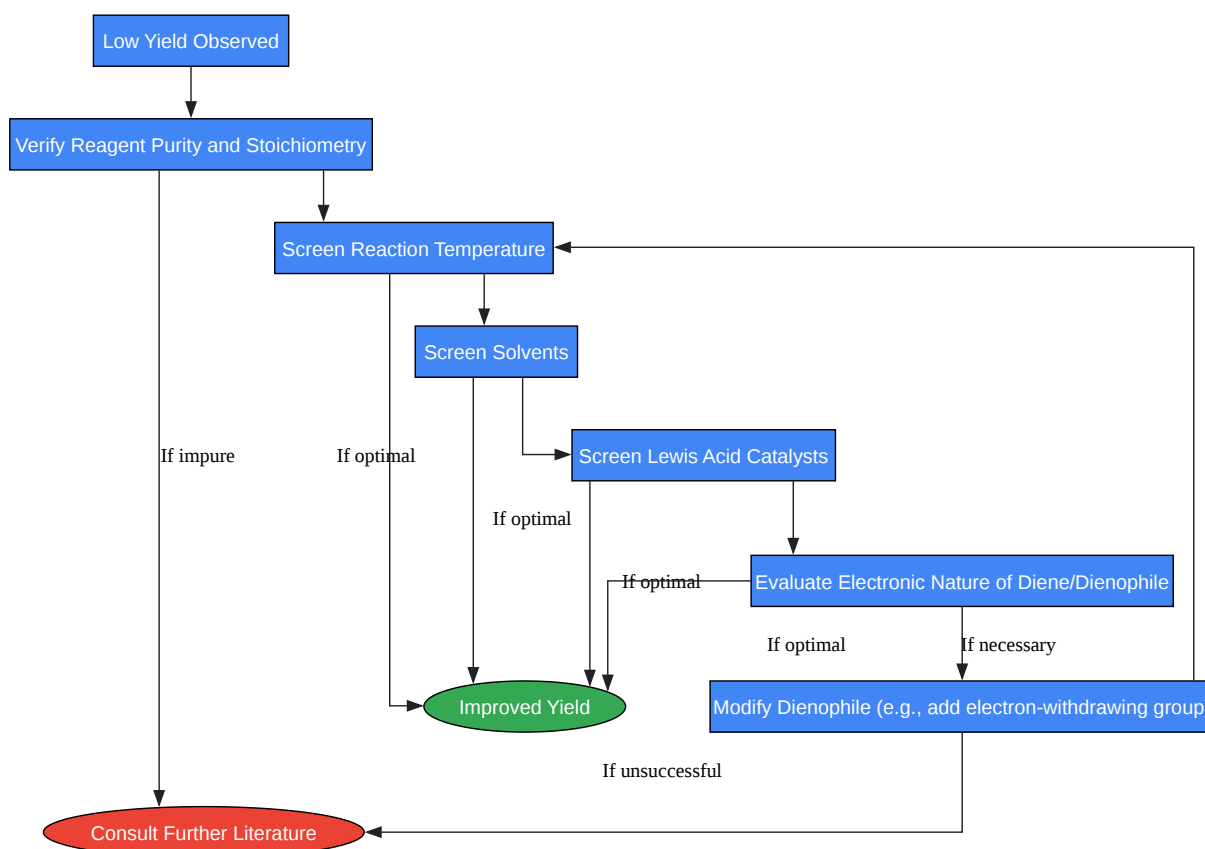 Low Yield Observed
Verify Reagent Purity and Stoichiometry
Screen Reaction Temperature
Screen Solvents
If impure
If optimal
Screen Lewis Acid Catalysts
If optimal
If optimal
Evaluate Electronic Nature of Diene/Dienophile
If optimal
If necessary
Improved Yield
Modify Dienophile (e.g., add electron-withdrawing group
If unsuccessful
Consult Further Literature